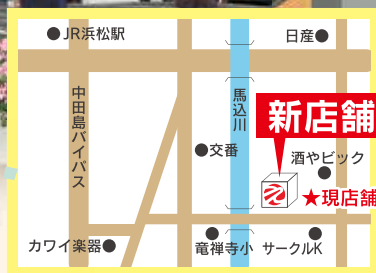 JR浜松駅
日産
中田島バイパス
馬込川
新店舗
交番
酒やビック
★現店舗
カワイ楽器
竜禅寺小
サークルK